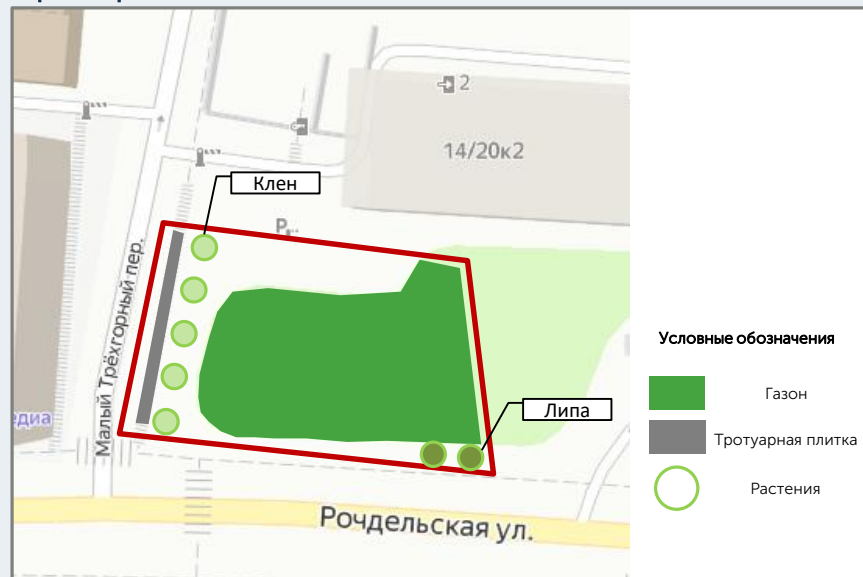 2
14/20к2
Клен
Р...
Малый Трёхгорный пер.
едиа
Липа
Рочдельская ул.
Условные обозначения
Газон
Тротуарная плитка
Растения